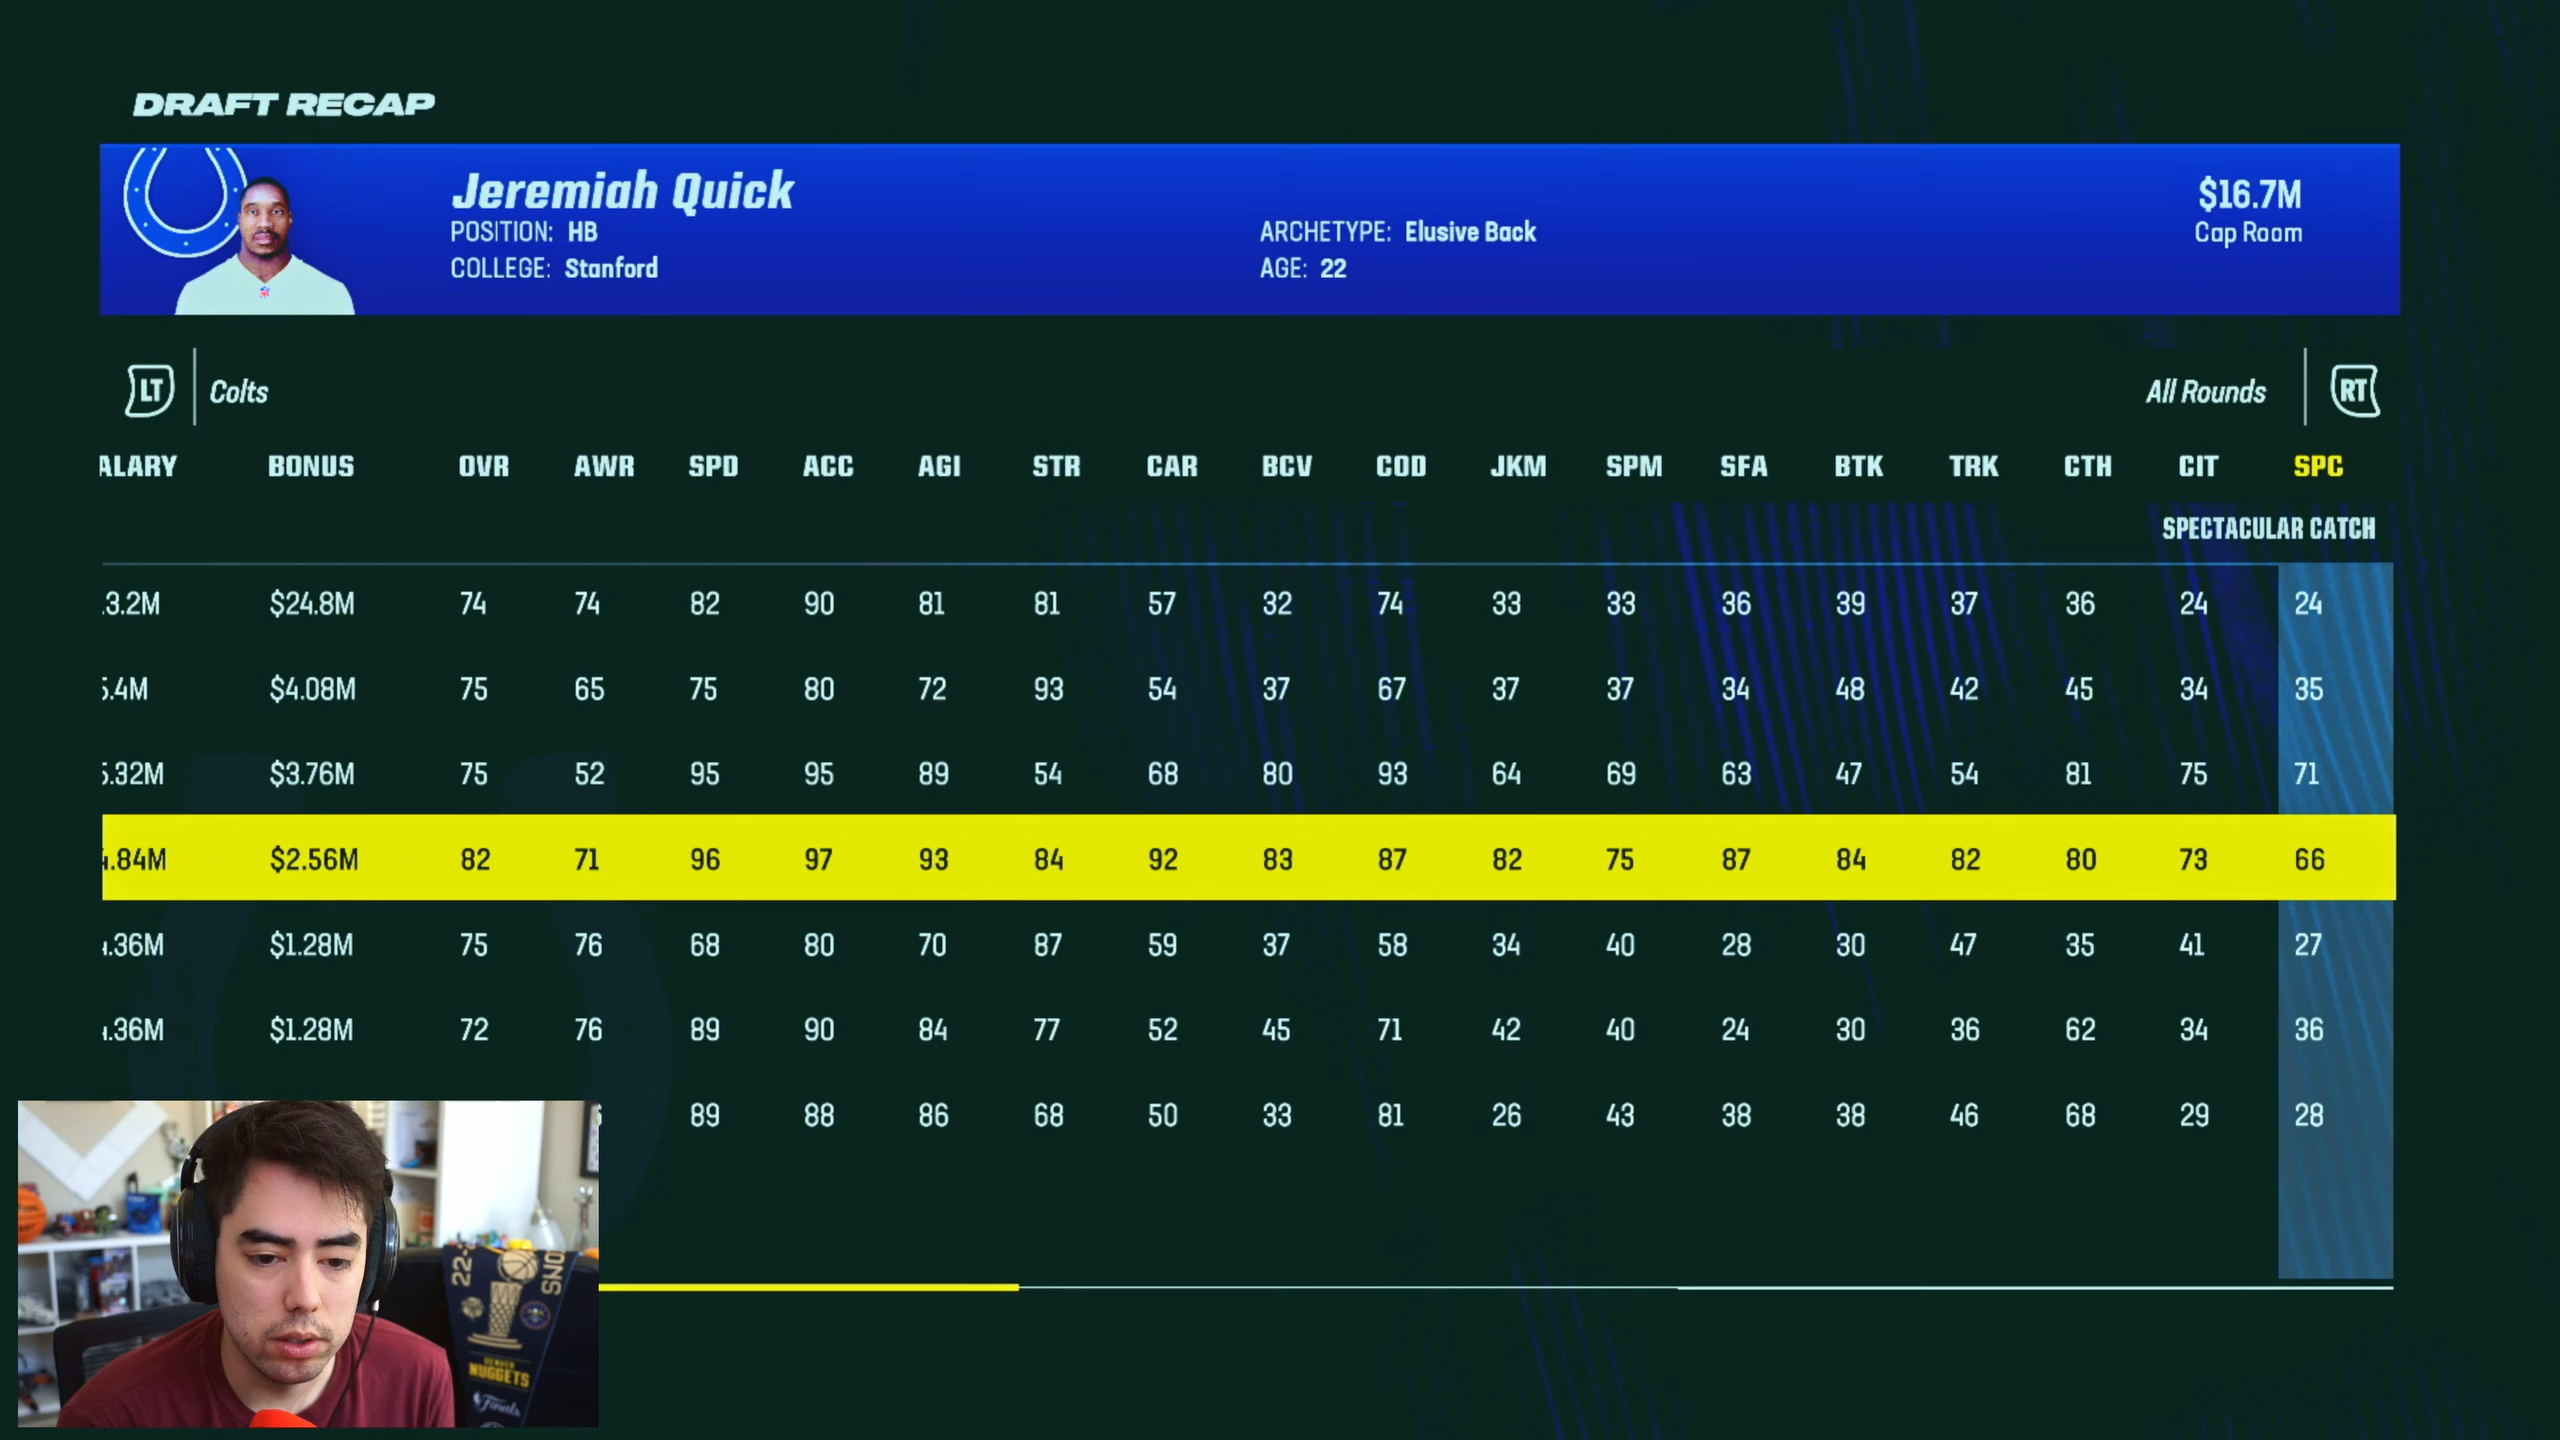 DRAFT RECAP
Jeremiah Quick
POSITION: HB
COLLEGE: Stanford
ARCHETYPE: Elusive Back
AGE: 22
$16.7M
Cap Room
LT Colts
All Rounds RT
ALARY BONUS OVR AWR SPD ACC AGI STR CAR BCV COD JKM SPM SFA BTK TRK CTH CIT SPC
SPECTACULAR CATCH
.3.2M $24.8M 74 74 82 90 81 81 57 32 74 33 33 36 39 37 36 24 24
.4M $4.08M 75 65 75 80 72 93 54 37 67 37 37 34 48 42 45 34 35
.32M $3.76M 75 52 95 95 89 54 68 80 93 64 69 63 47 54 81 75 71
.84M $2.56M 82 71 96 97 93 84 92 83 87 82 75 87 84 82 80 73 66
.36M $1.28M 75 76 68 80 70 87 59 37 58 34 40 28 30 47 35 41 27
.36M $1.28M 72 76 89 90 84 77 52 45 71 42 40 24 30 36 62 34 36
89 88 86 68 50 33 81 26 43 38 38 46 68 29 28
22-
ONS
DENVER
NUGGETS
Finals